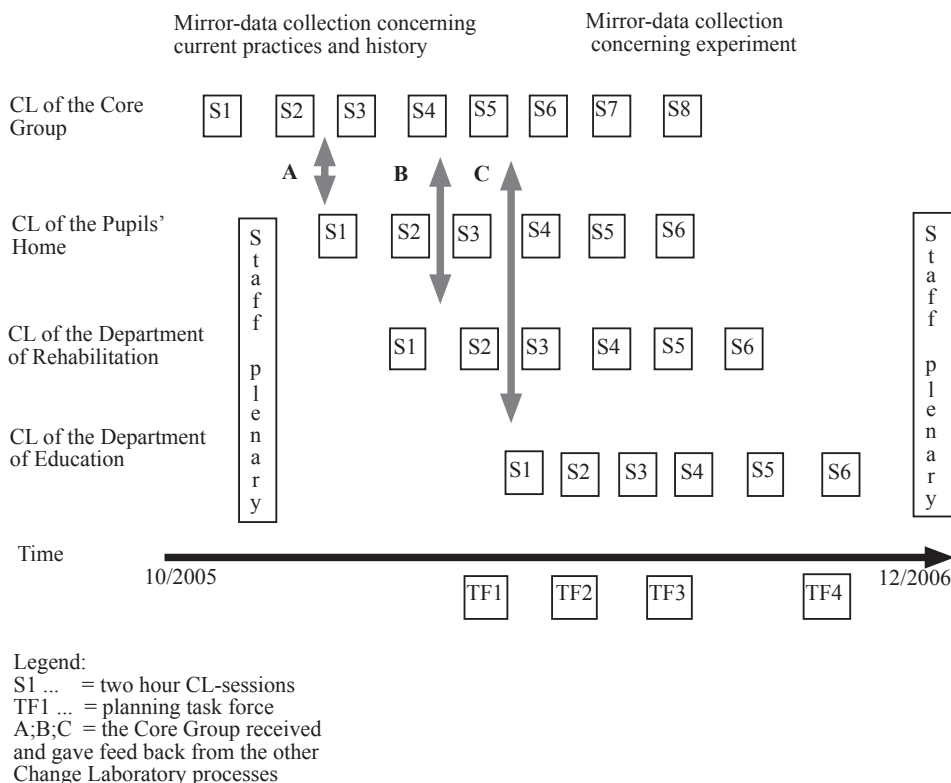 Mirror-data collection concerning
current practices and history
Mirror-data collection
concerning experiment
CL of the Core
Group
S1 S2 S3 S4 S5 S6 S7 S8
A B C
CL of the Pupils'
Home
S1 S2 S3 S4 S5 S6
Staff plenary
Staff plenary
CL of the Department
of Rehabilitation
S1 S2 S3 S4 S5 S6
CL of the Department
of Education
S1 S2 S3 S4 S5 S6
Time
10/2005 12/2006
TF1 TF2 TF3 TF4
Legend:
S1 ... = two hour CL-sessions
TF1 ... = planning task force
A;B;C = the Core Group received
and gave feed back from the other
Change Laboratory processes